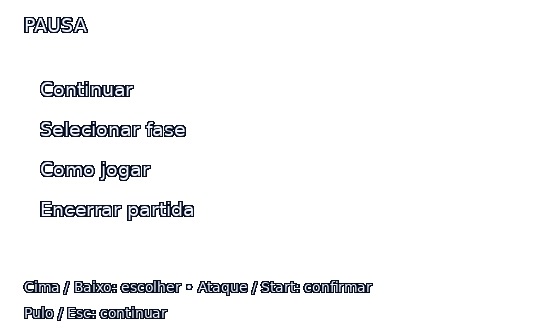 PAUSA
Continuar
Selecionar fase
Como jogar
Encerrar partida
Cima / Baixo: escolher • Ataque / Start: confirmar
Pulo / Esc: continuar